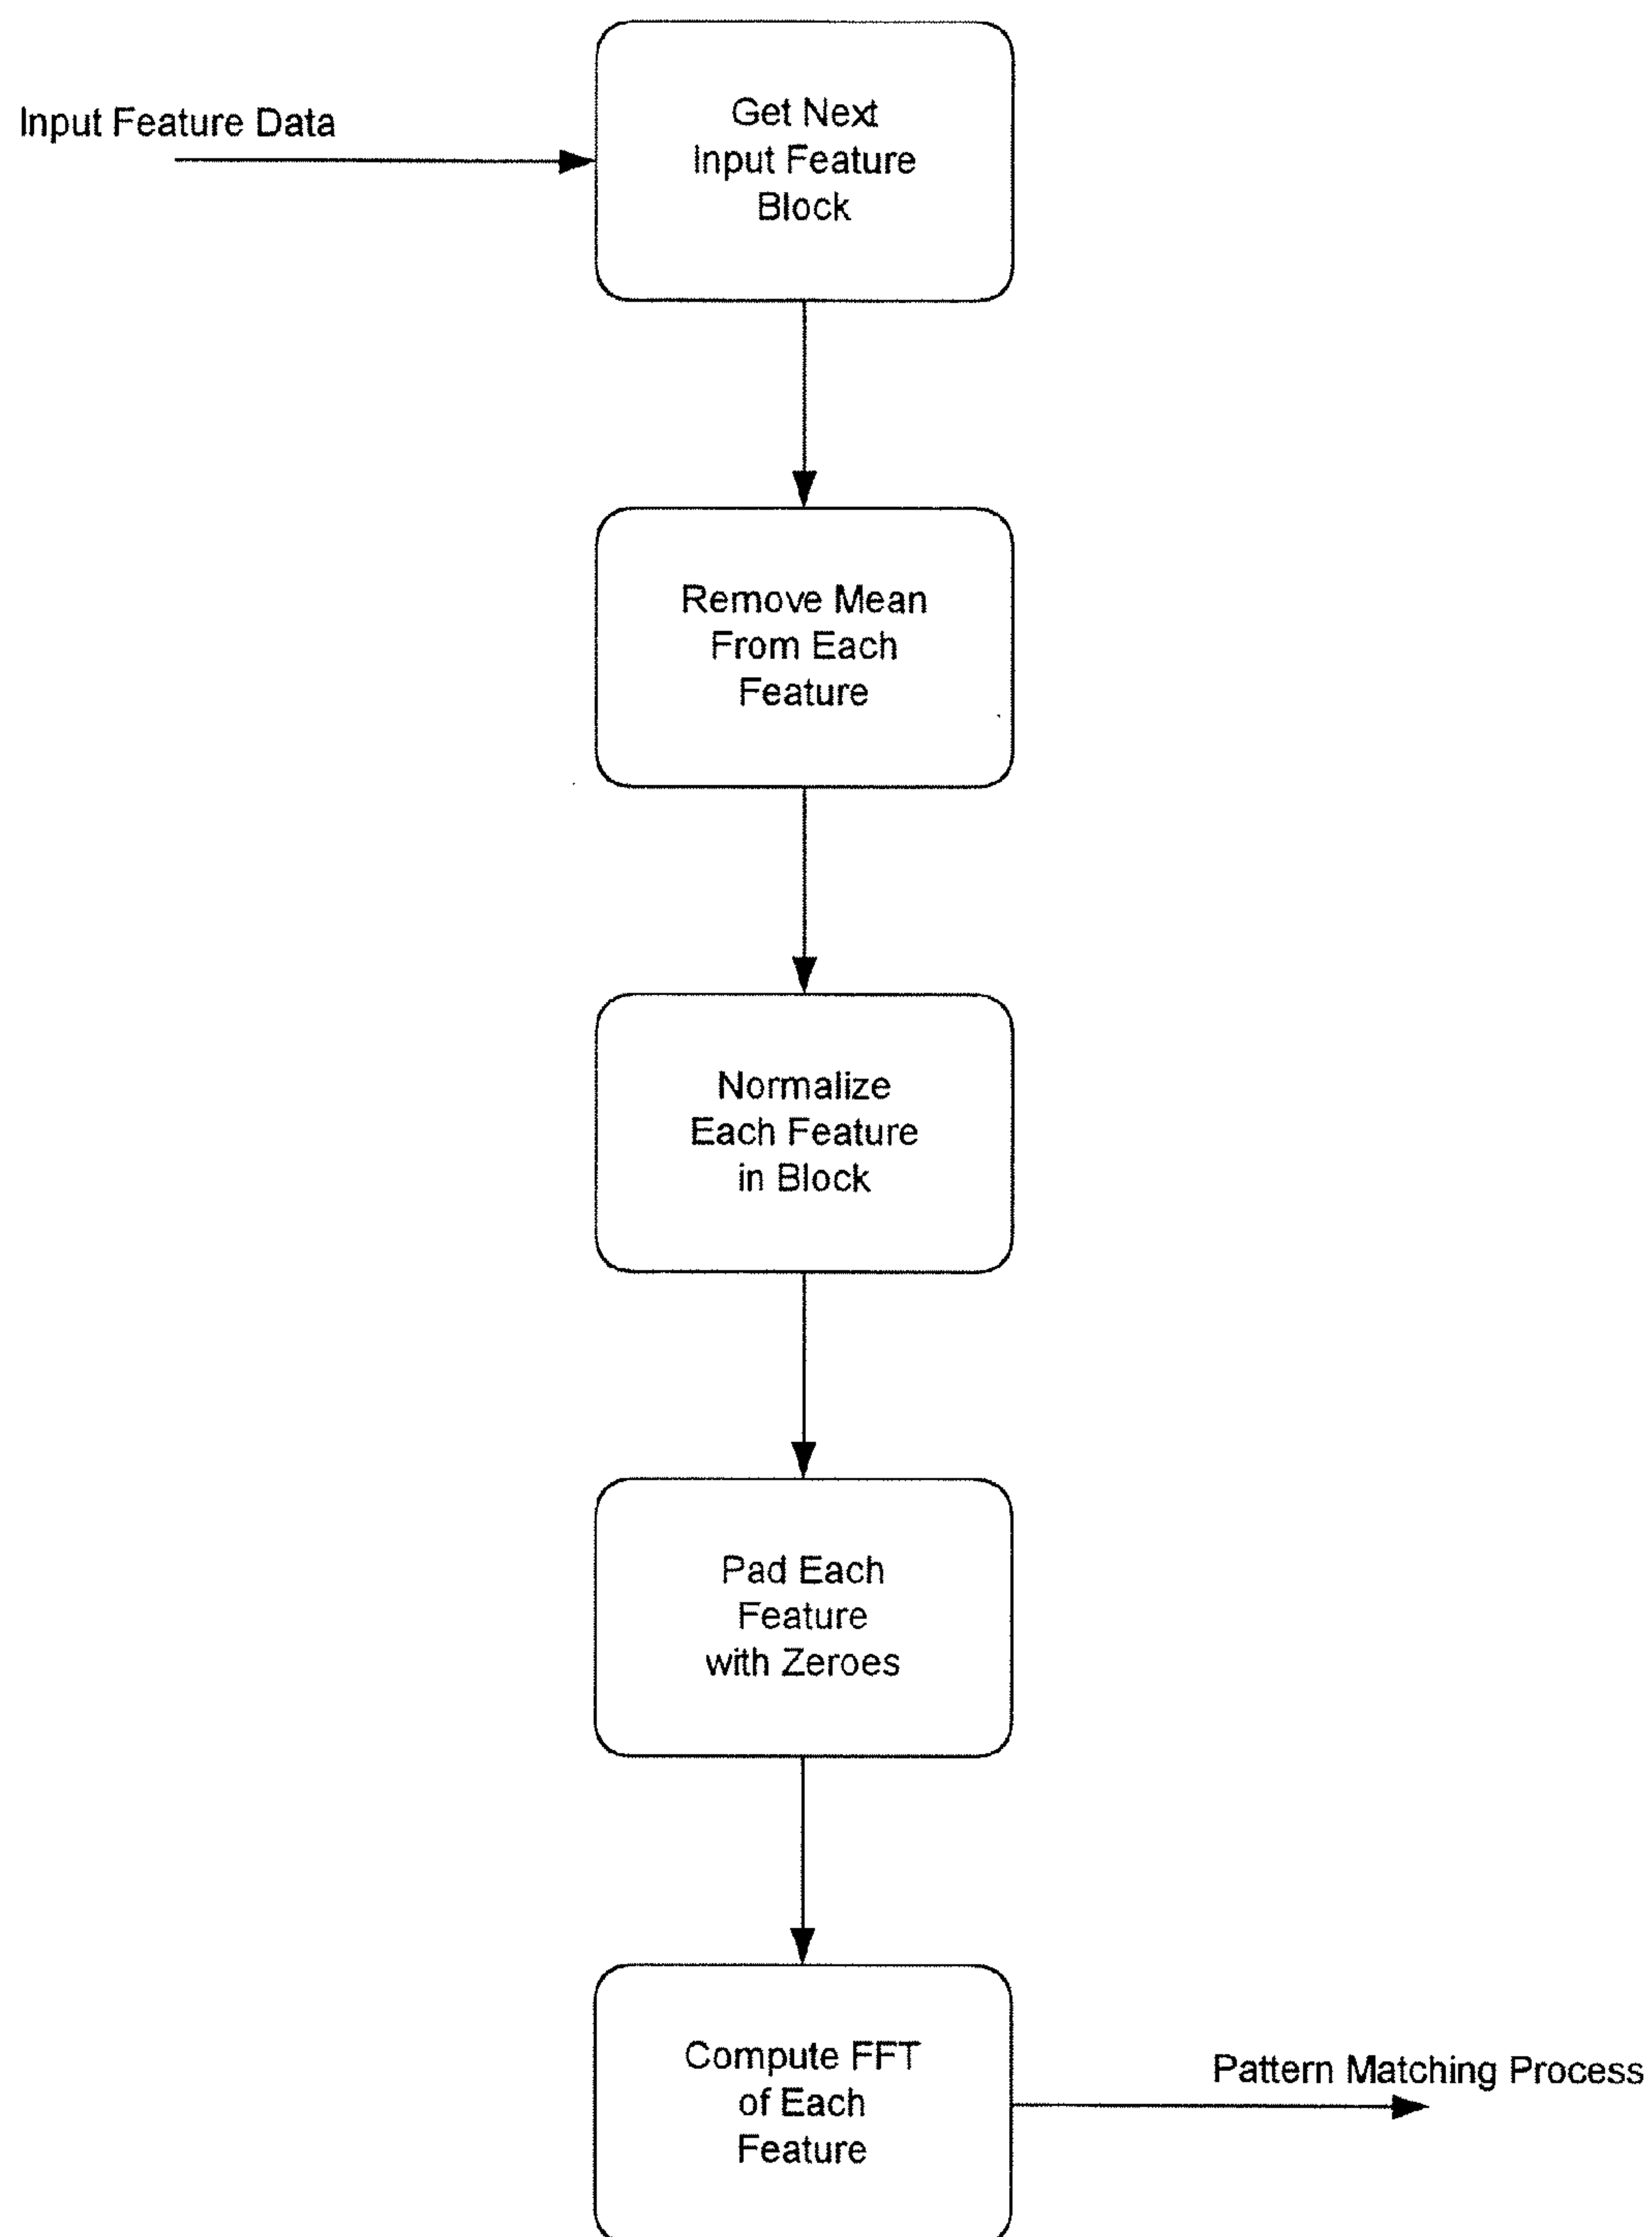 Input Feature Data
Get Next
Input Feature
Block
Remove Mean
From Each
Feature
Normalize
Each Feature
in Block
Pad Each
Feature
with Zeroes
Compute FFT
of Each
Feature
Pattern Matching Process